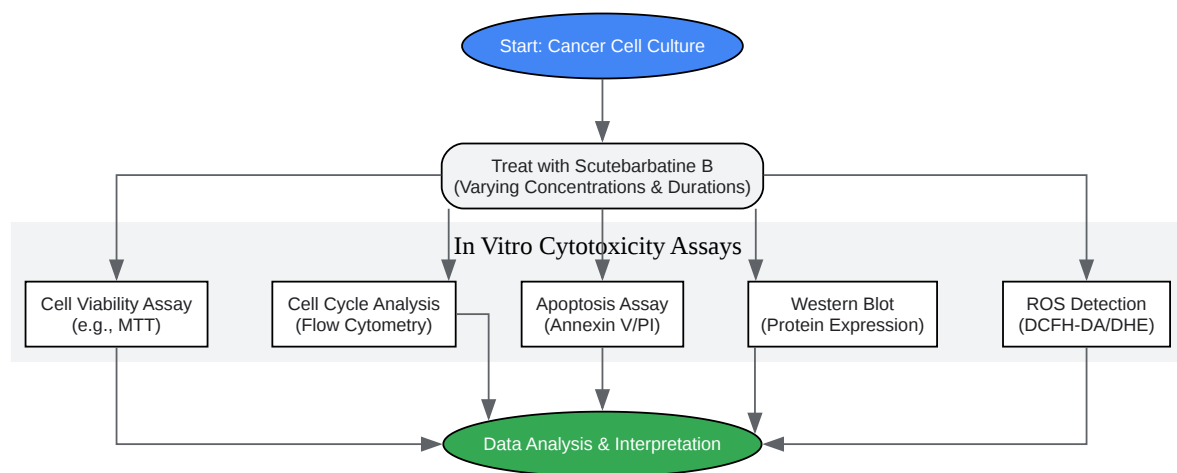 Start: Cancer Cell Culture
Treat with Scutebarbatine B
(Varying Concentrations & Durations)
In Vitro Cytotoxicity Assays
Cell Viability Assay
(e.g., MTT)
Cell Cycle Analysis
(Flow Cytometry)
Apoptosis Assay
(Annexin V/PI)
Western Blot
(Protein Expression)
ROS Detection
(DCFH-DA/DHE)
Data Analysis & Interpretation